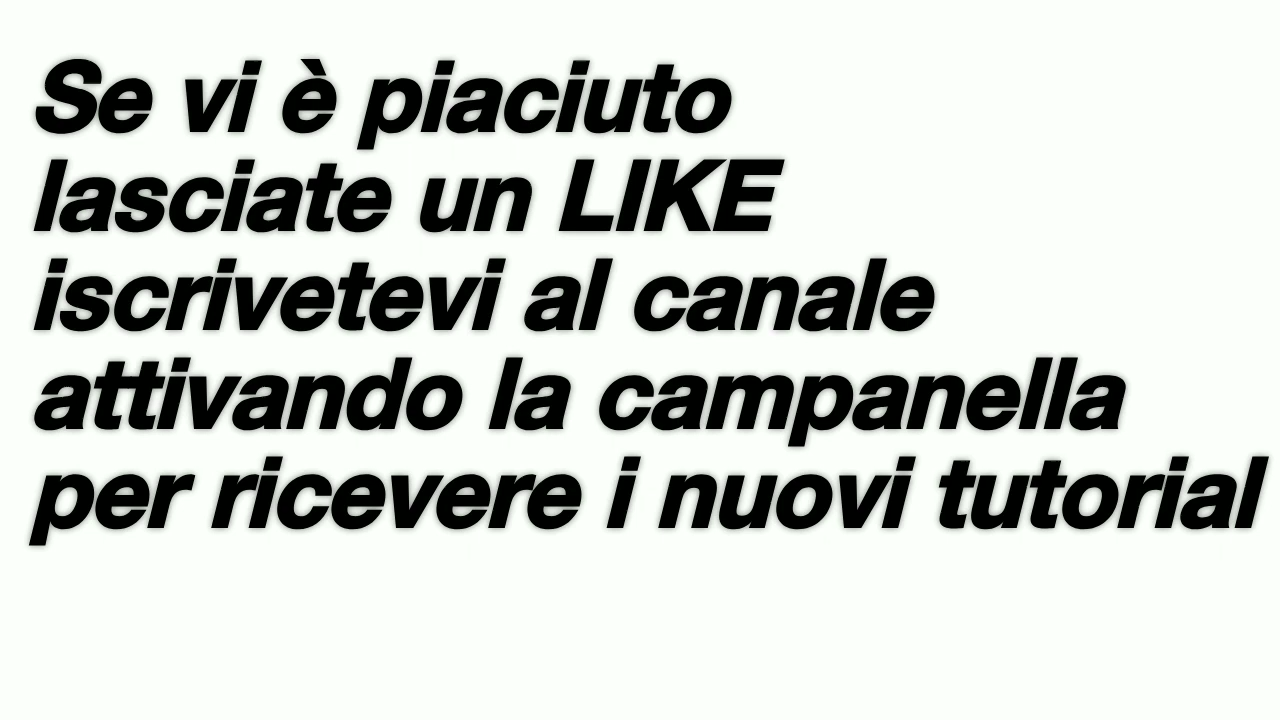 Se vi è piaciuto
lasciate un LIKE
iscrivetevi al canale
attivando la campanella
per ricevere i nuovi tutorial